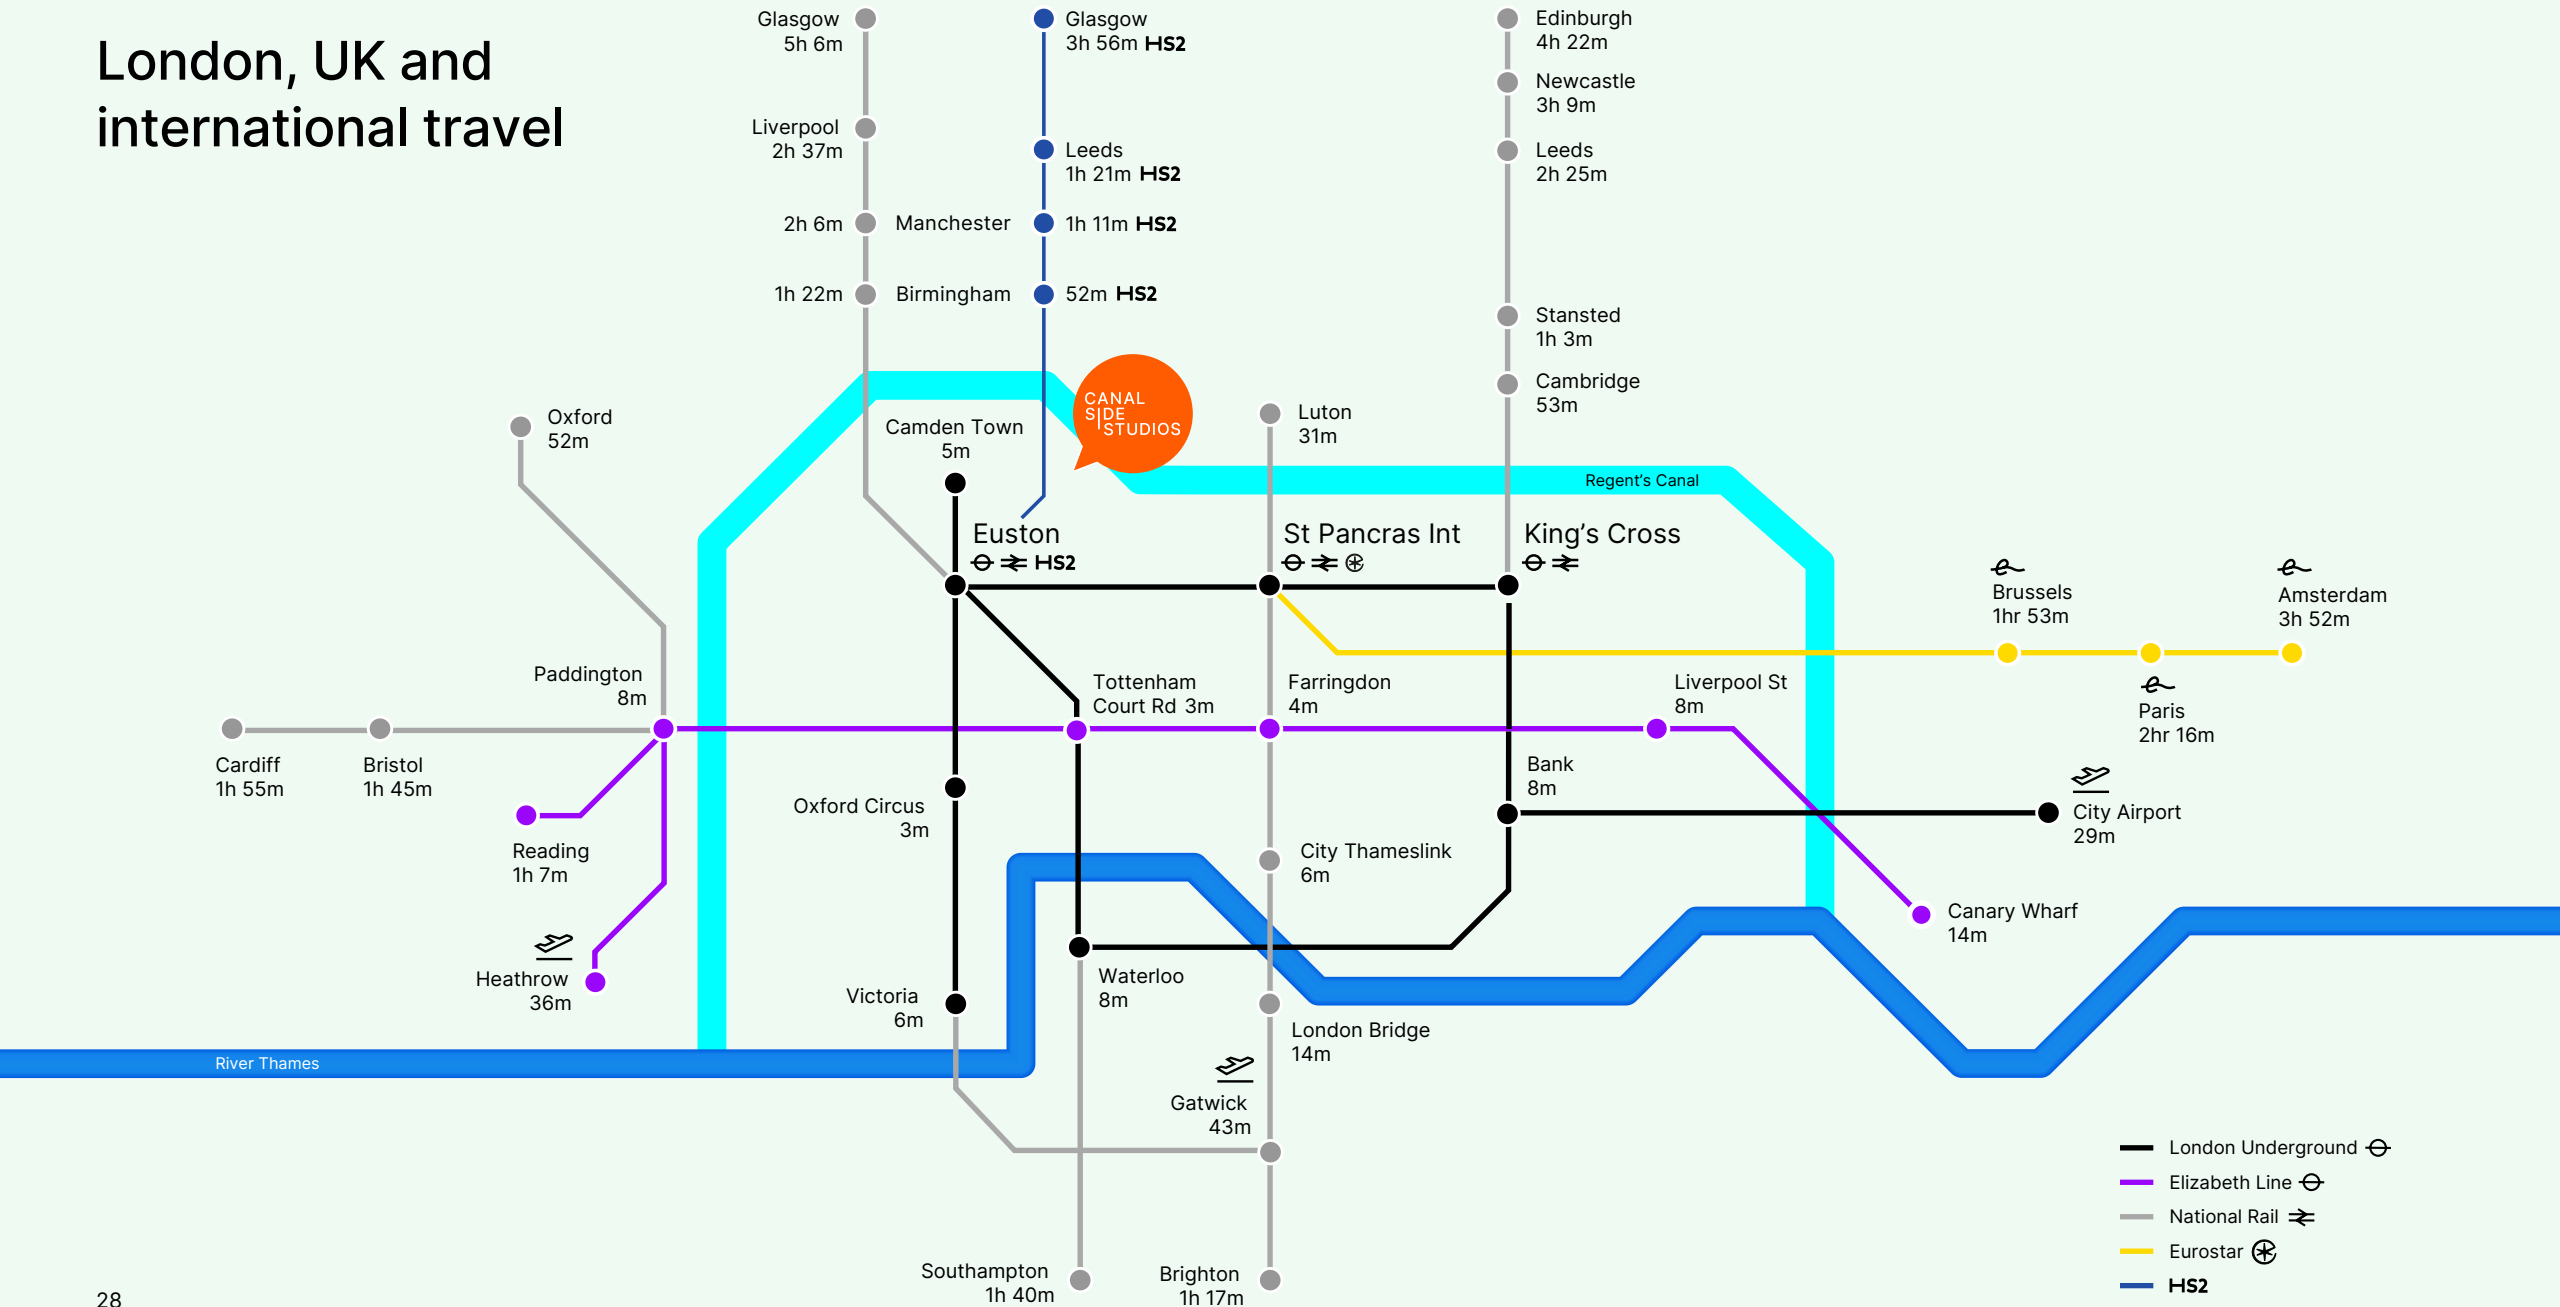 London, UK and
international travel
Glasgow
5h 6m
Glasgow
3h 56m HS2
Edinburgh
4h 22m
Newcastle
3h 9m
Liverpool
2h 37m
Leeds
1h 21m HS2
Leeds
2h 25m
2h 6m Manchester 1h 11m HS2
1h 22m Birmingham 52m HS2
Stansted
1h 3m
Cambridge
53m
CANAL
SIDE
STUDIOS
Oxford
52m
Camden Town
5m
Luton
31m
Regent’s Canal
Euston
HS2
St Pancras Int
King’s Cross
Brussels
1hr 53m
Amsterdam
3h 52m
Paddington
8m
Tottenham
Court Rd 3m
Farringdon
4m
Liverpool St
8m
Paris
2hr 16m
Cardiff
1h 55m
Bristol
1h 45m
Bank
8m
Oxford Circus
3m
City Airport
29m
Reading
1h 7m
City Thameslink
6m
Canary Wharf
14m
Heathrow
36m
Waterloo
8m
Victoria
6m
London Bridge
14m
River Thames
Gatwick
43m
London Underground
Elizabeth Line
National Rail
Eurostar
HS2
Southampton
1h 40m
Brighton
1h 17m
28